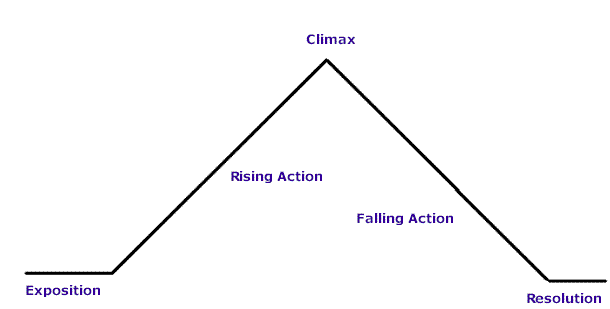 Climax
Rising Action
Falling Action
Exposition
Resolution